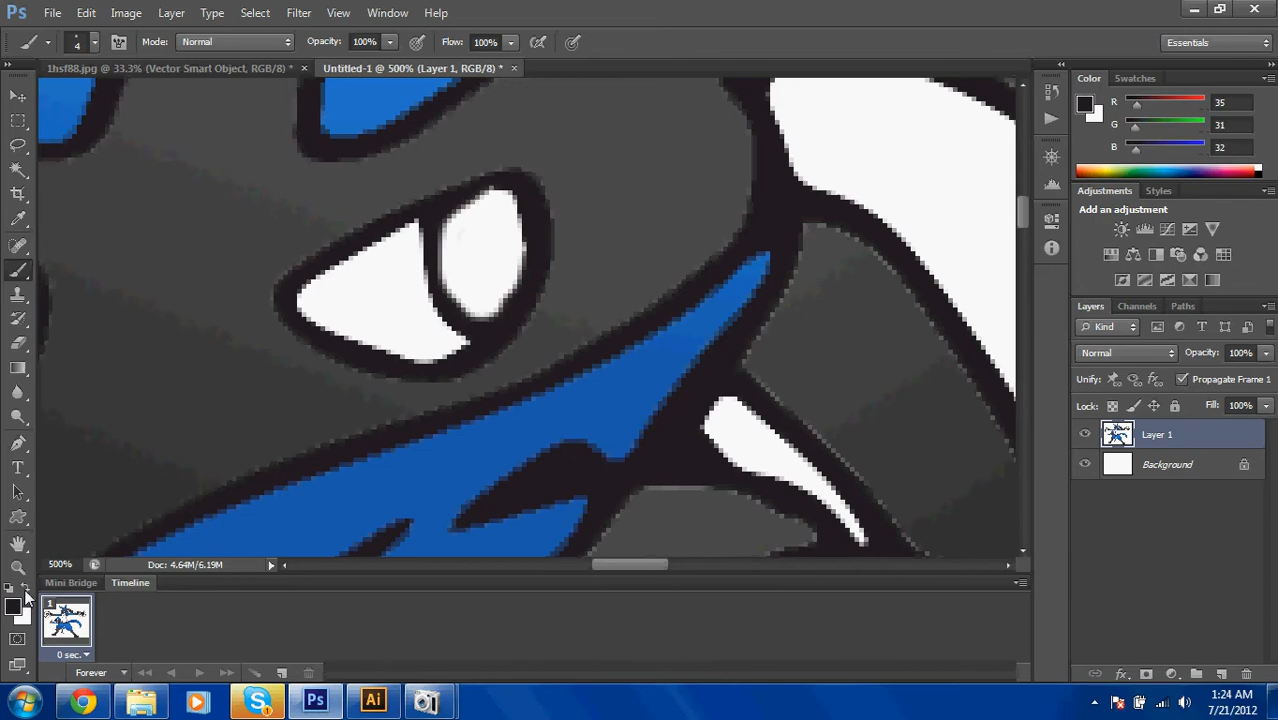 Ps File Edit Image Layer Type Select Filter View Window Help
4 Mode: Normal Opacity: 100% Flow: 100% Essentials
1hsf88.jpg @ 33.3% (Vector Smart Object, RGB/8) * × Untitled-1 @ 500% (Layer 1, RGB/8) * ×
Color Swatches
R 35
G 31
B 32
Adjustments Styles
Add an adjustment
Layers Channels Paths
Kind
Normal Opacity: 100%
Unify: Propagate Frame 1
Lock: Fill: 100%
Layer 1
Background
500% Doc: 4.64M/6.19M
Mini Bridge Timeline
1
0 sec.
Forever
Ps Ai
1:24 AM
7/21/2012